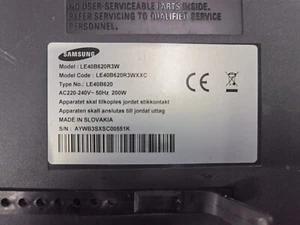 NO USER-SERVICEABLE PARTS INSIDE.
REFER SERVICING TO QUALIFIED
PERSONNEL.
SAMSUNG
Model : LE40B620R3W
Model Code : LE40B620R3WXXC
Type No.: LE40B620
AC220-240V~ 50Hz 200W
Apparatet skal tilkoples jordet stikkontakt
Apparaten skall anslutas till jordat uttag
MADE IN SLOVAKIA
S/N : AYWB3SXSC00551K
CE